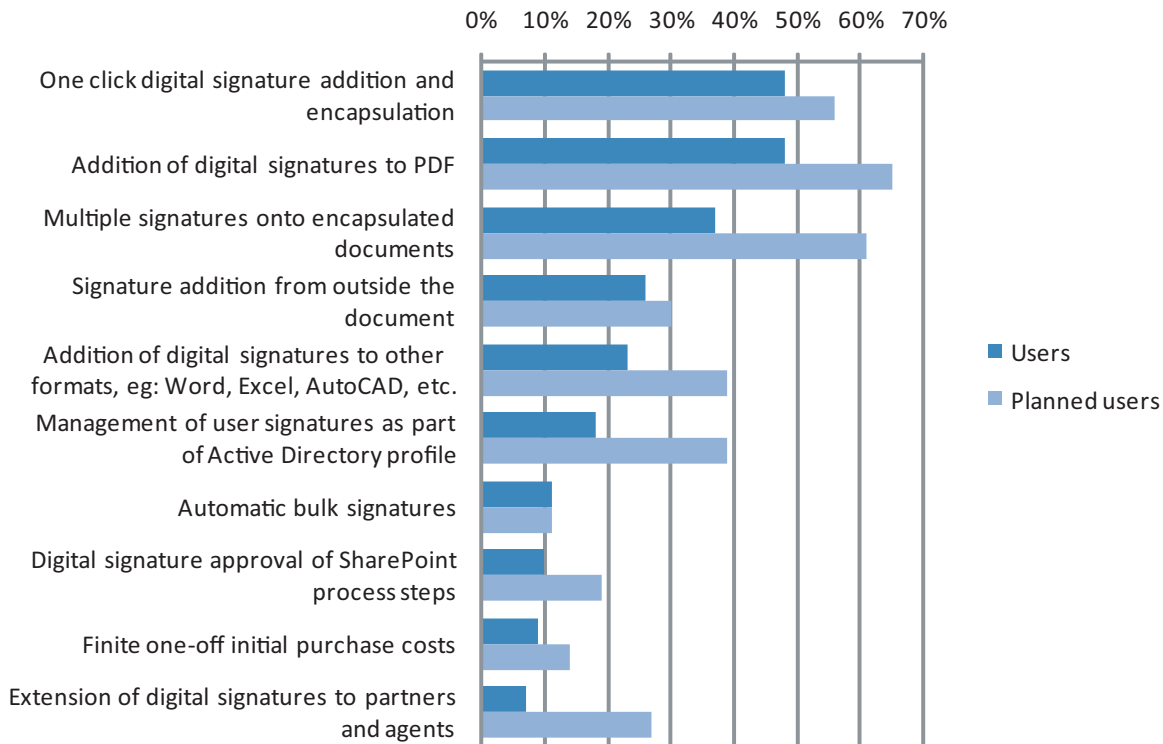 0% 10% 20% 30% 40% 50% 60% 70%
One click digital signature addition and
encapsulation
Addition of digital signatures to PDF
Multiple signatures onto encapsulated
documents
Signature addition from outside the
document
Addition of digital signatures to other
formats, eg: Word, Excel, AutoCAD, etc.
Management of user signatures as part
of Active Directory profile
Automatic bulk signatures
Digital signature approval of SharePoint
process steps
Finite one-off initial purchase costs
Extension of digital signatures to partners
and agents
Users
Planned users